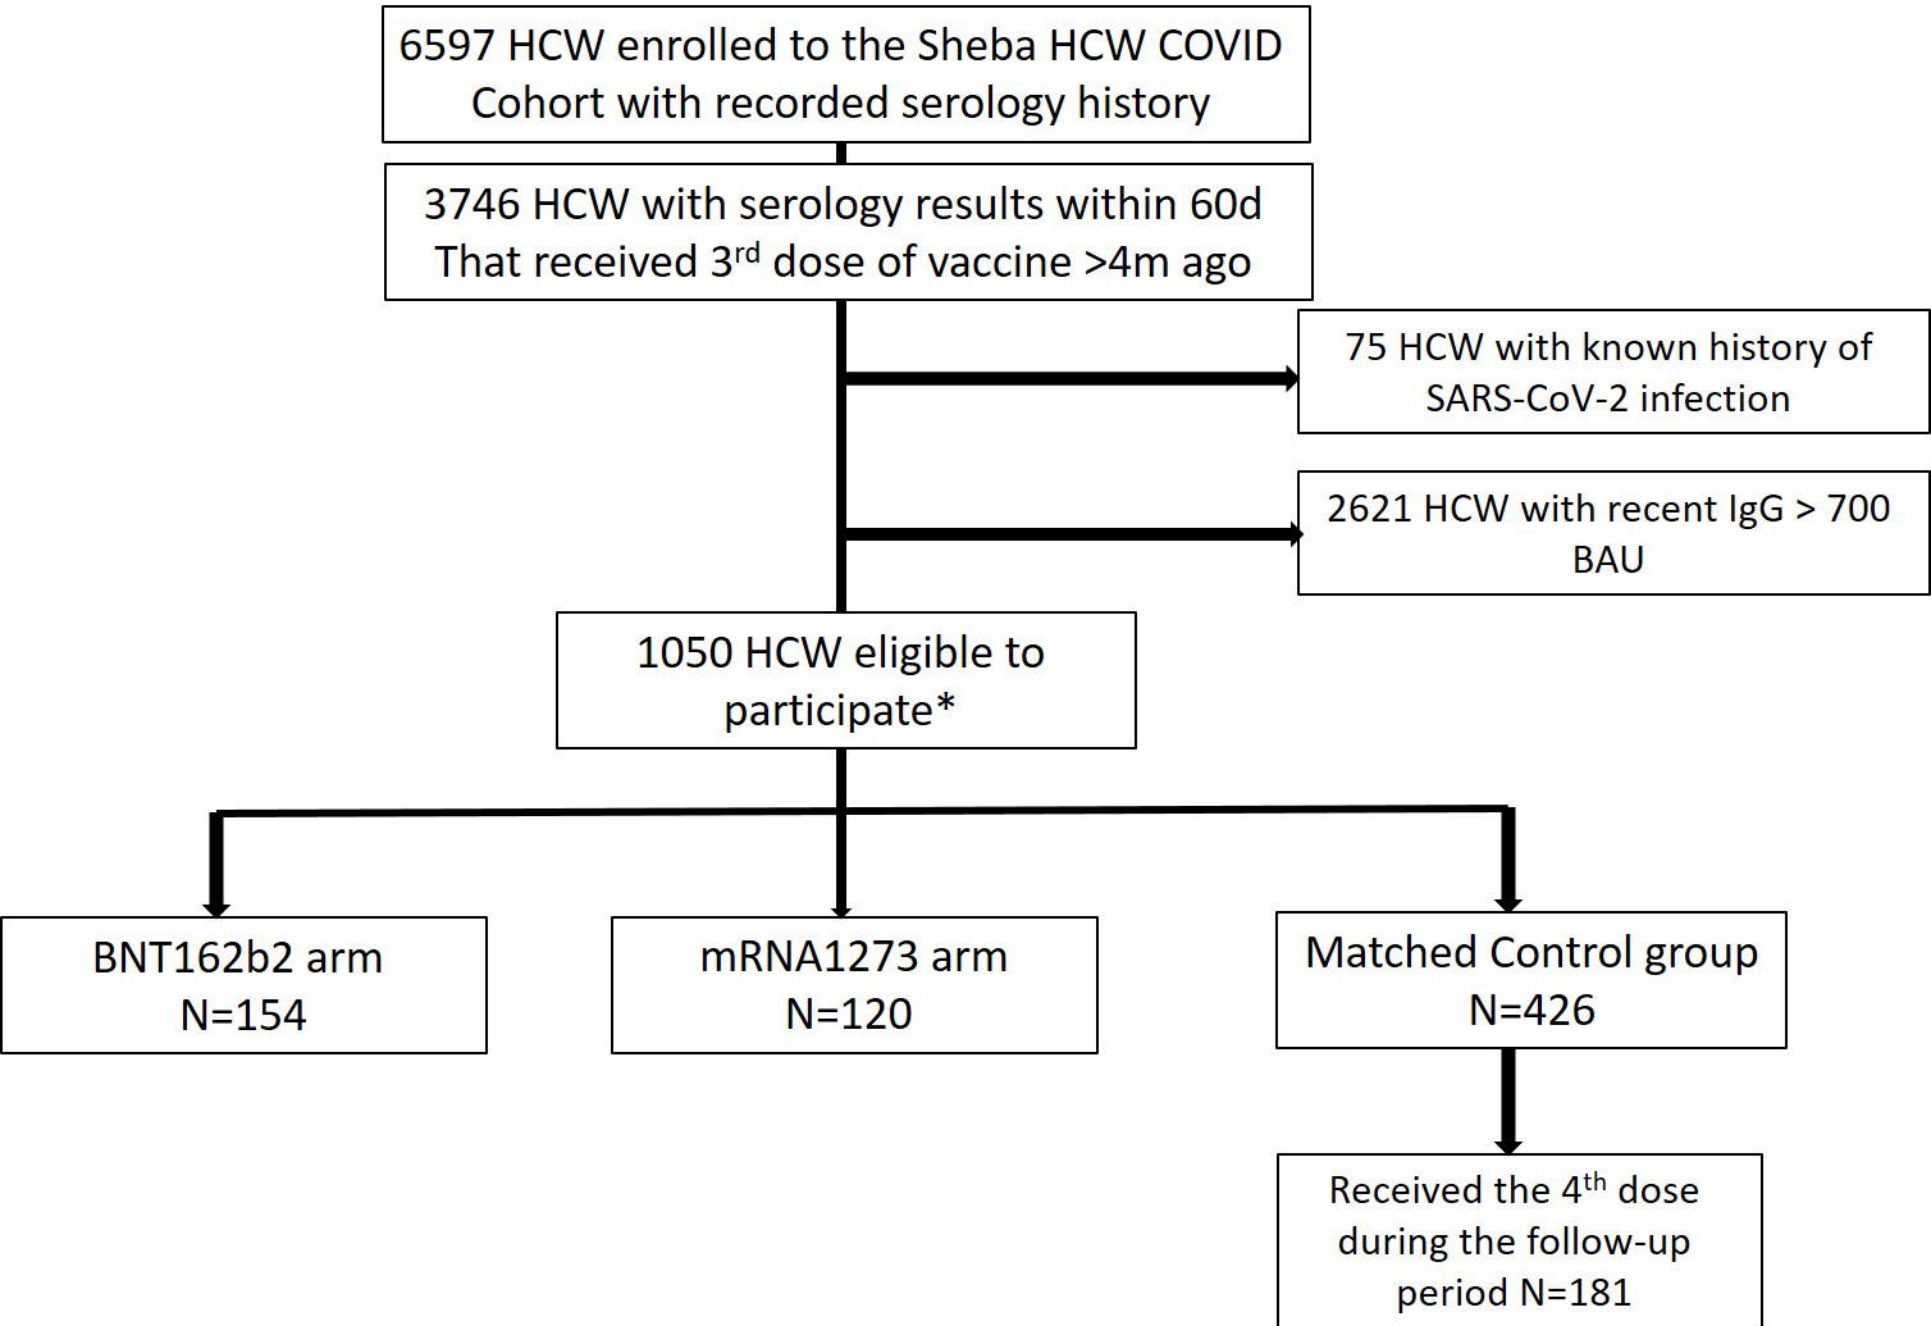 6597 HCW enrolled to the Sheba HCW COVID
Cohort with recorded serology history
3746 HCW with serology results within 60d
That received 3rd dose of vaccine >4m ago
75 HCW with known history of
SARS-CoV-2 infection
2621 HCW with recent IgG > 700
BAU
1050 HCW eligible to
participate*
BNT162b2 arm
N=154
mRNA1273 arm
N=120
Matched Control group
N=426
Received the 4th dose
during the follow-up
period N=181